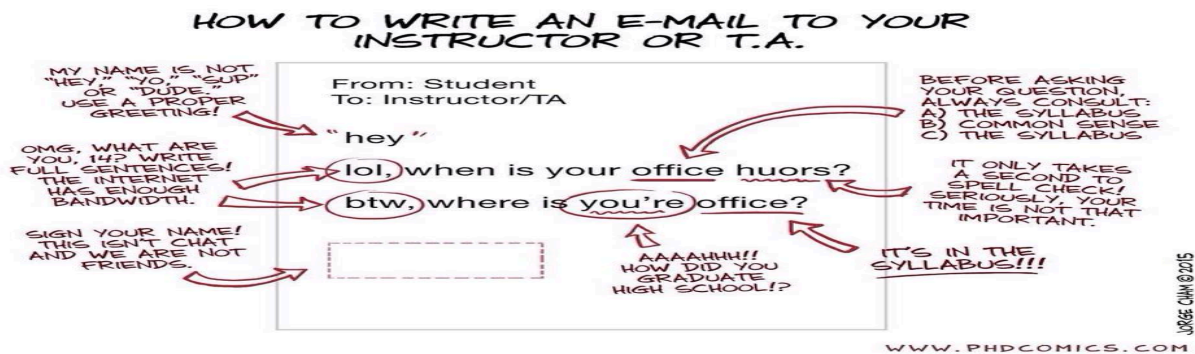 HOW TO WRITE AN E-MAIL TO YOUR
INSTRUCTOR OR T.A.
MY NAME IS NOT
"HEY," "YO," "SUP"
OR "DUDE."
USE A PROPER
GREETING!
OMG, WHAT ARE
YOU, 14? WRITE
FULL SENTENCES!
THE INTERNET
HAS ENOUGH
BANDWIDTH.
SIGN YOUR NAME!
THIS ISN'T CHAT
AND WE ARE NOT
FRIENDS.
From: Student
To: Instructor/TA
"hey"
lol, when is your office huors?
btw, where is you're office?
AAAAHHH!!
HOW DID YOU
GRADUATE
HIGH SCHOOL!?
BEFORE ASKING
YOUR QUESTION,
ALWAYS CONSULT:
A) THE SYLLABUS
B) COMMON SENSE
C) THE SYLLABUS
IT ONLY TAKES
A SECOND TO
SPELL CHECK!
SERIOUSLY, YOUR
TIME IS NOT THAT
IMPORTANT.
IT'S IN THE
SYLLABUS!!!
JORGE CHAM © 2015
WWW.PHDCOMICS.COM